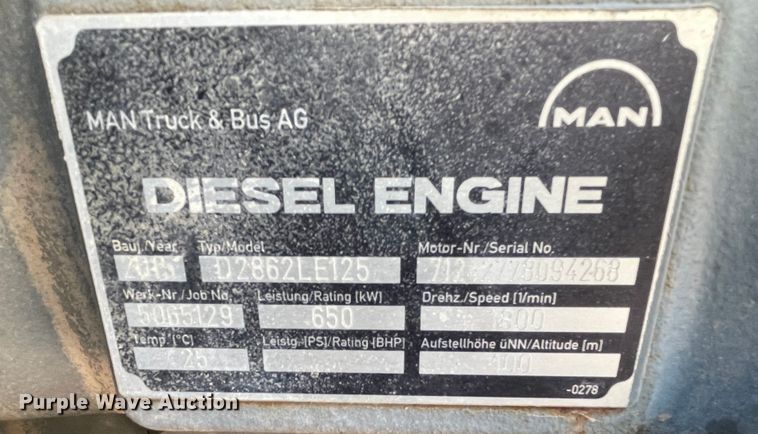 MAN Truck & Bus AG
MAN
DIESEL ENGINE
Bauj./Year Typ/Model Motor-Nr./Serial No.
D2862LE125
Werk-Nr/Job No. Leistung/Rating [kW] Drehz./Speed [1/min]
5065129 650
Temp. [°C] Leistg. [PS]/Rating [BHP] Aufstellhöhe üNN/Altitude [m]
25
-0278
Purple Wave Auction